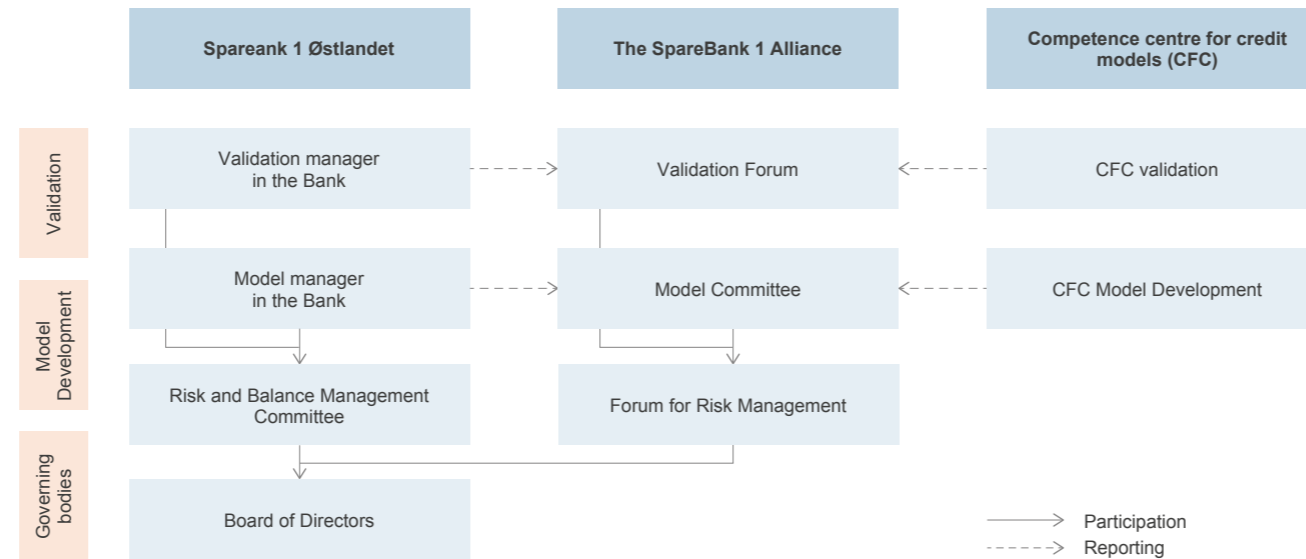 Spareank 1 Østlandet
The SpareBank 1 Alliance
Competence centre for credit
models (CFC)
Validation
Validation manager
in the Bank
Validation Forum
CFC validation
Model
Development
Model manager
in the Bank
Model Committee
CFC Model Development
Risk and Balance Management
Committee
Forum for Risk Management
Governing
bodies
Board of Directors
Participation
Reporting